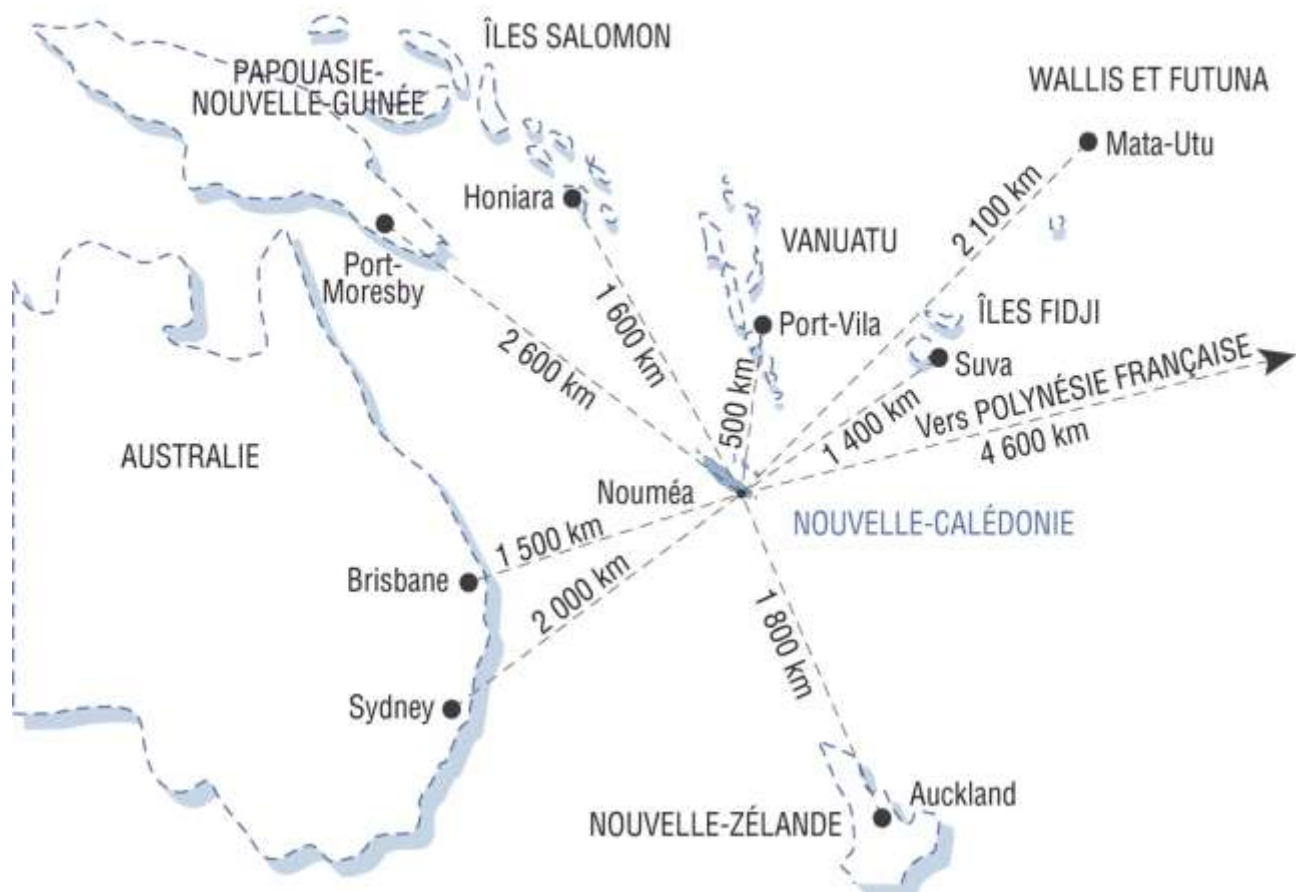 ÎLES SALOMON
PAPOUASIE-
NOUVELLE-GUINÉE
WALLIS ET FUTUNA
Mata-Utu
Honiara
Port-
Moresby
VANUATU
2 100 km
1 600 km
2 600 km
Port-Vila
ÎLES FIDJI
Suva
500 km
1 400 km
Vers POLYNÉSIE FRANÇAISE
4 600 km
AUSTRALIE
Nouméa
NOUVELLE-CALÉDONIE
1 500 km
Brisbane
2 000 km
1 800 km
Sydney
Auckland
NOUVELLE-ZÉLANDE